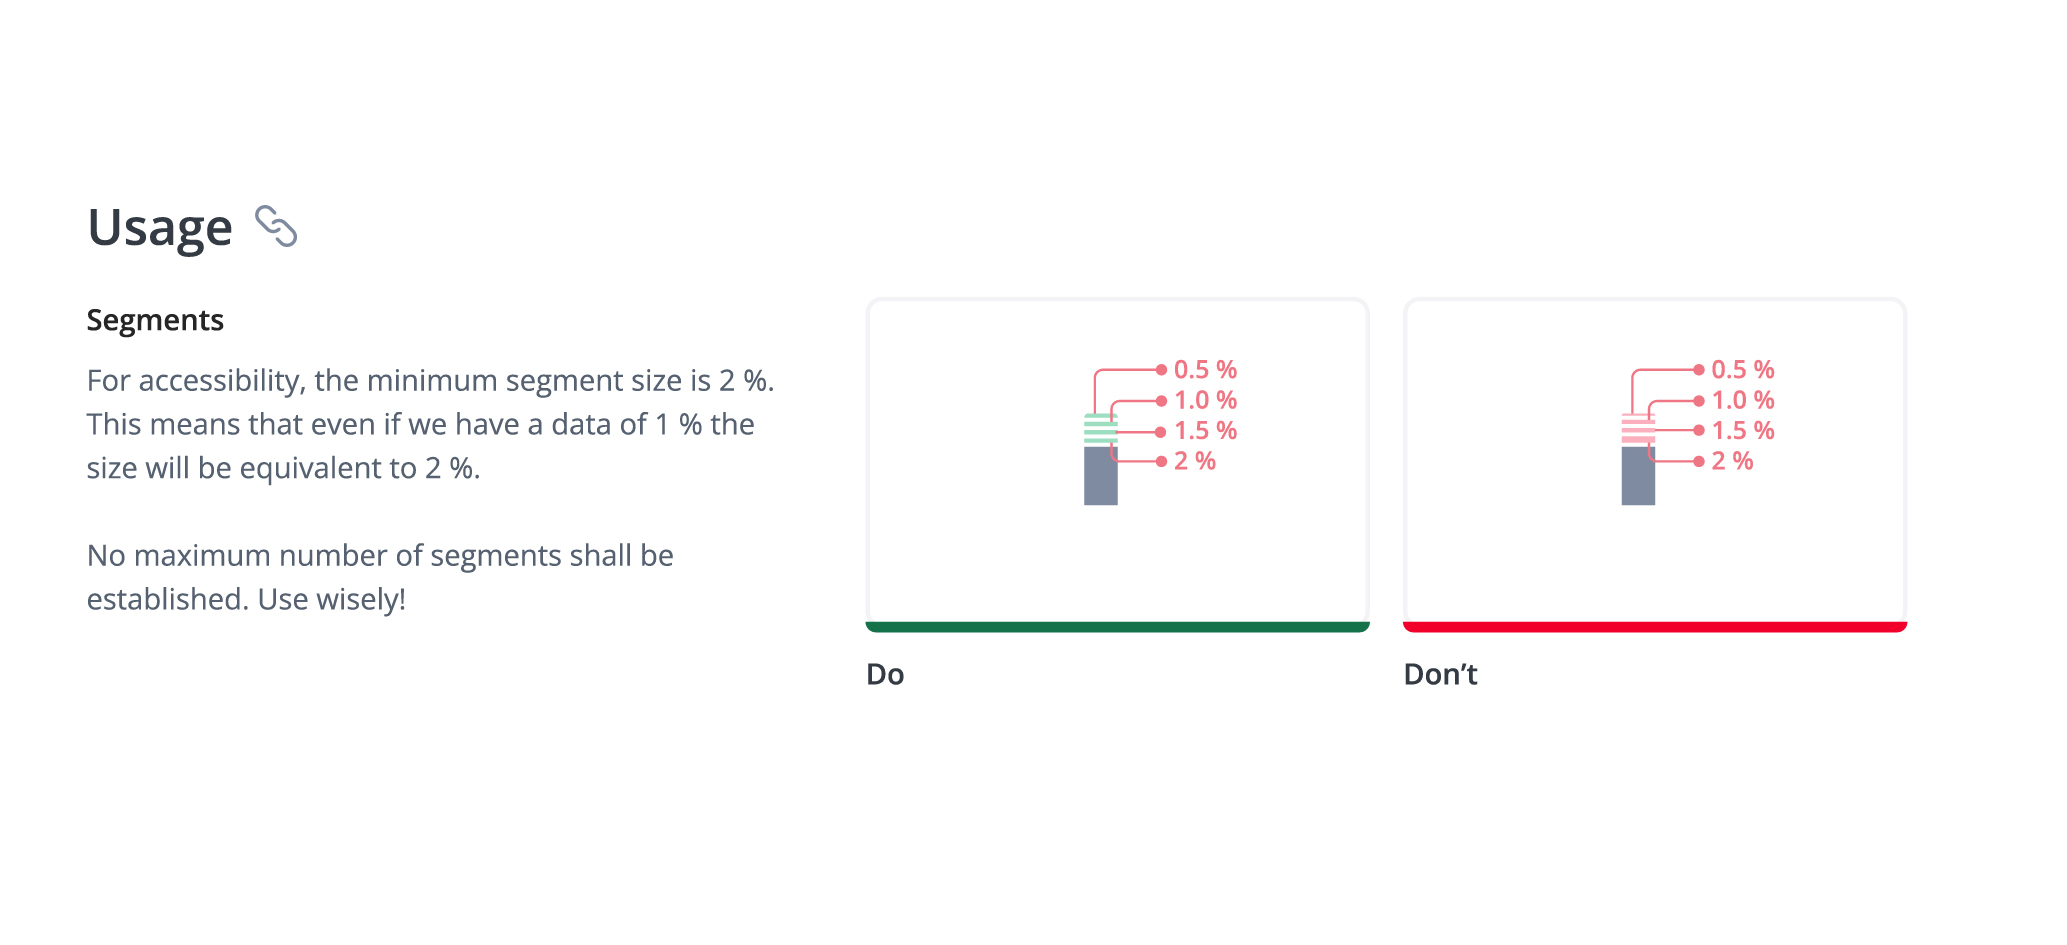 Usage
Segments
For accessibility, the minimum segment size is 2 %.
This means that even if we have a data of 1 % the
size will be equivalent to 2 %.
No maximum number of segments shall be
established. Use wisely!
0.5 %
1.0 %
1.5 %
2 %
Do
0.5 %
1.0 %
1.5 %
2 %
Don’t